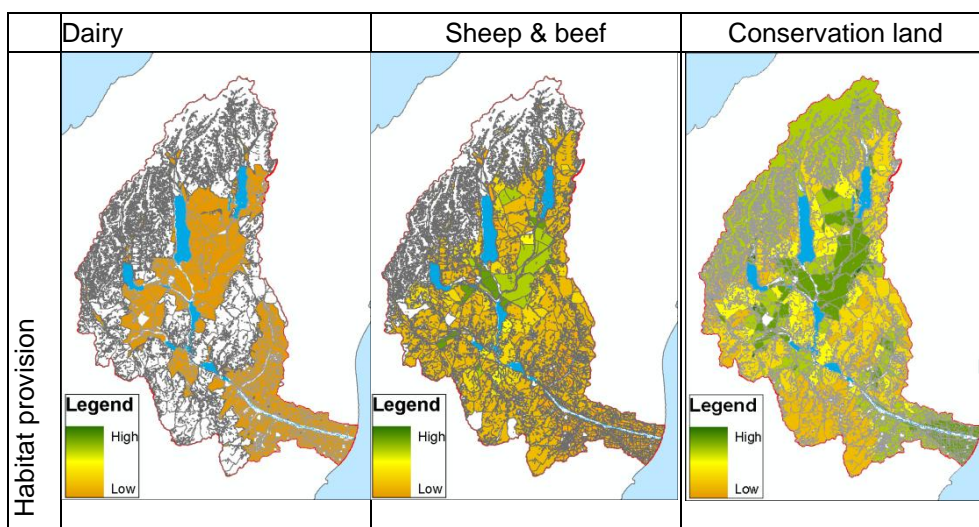 Dairy
Sheep & beef
Conservation land
Habitat provision
Legend
High
Low
Legend
High
Low
Legend
High
Low